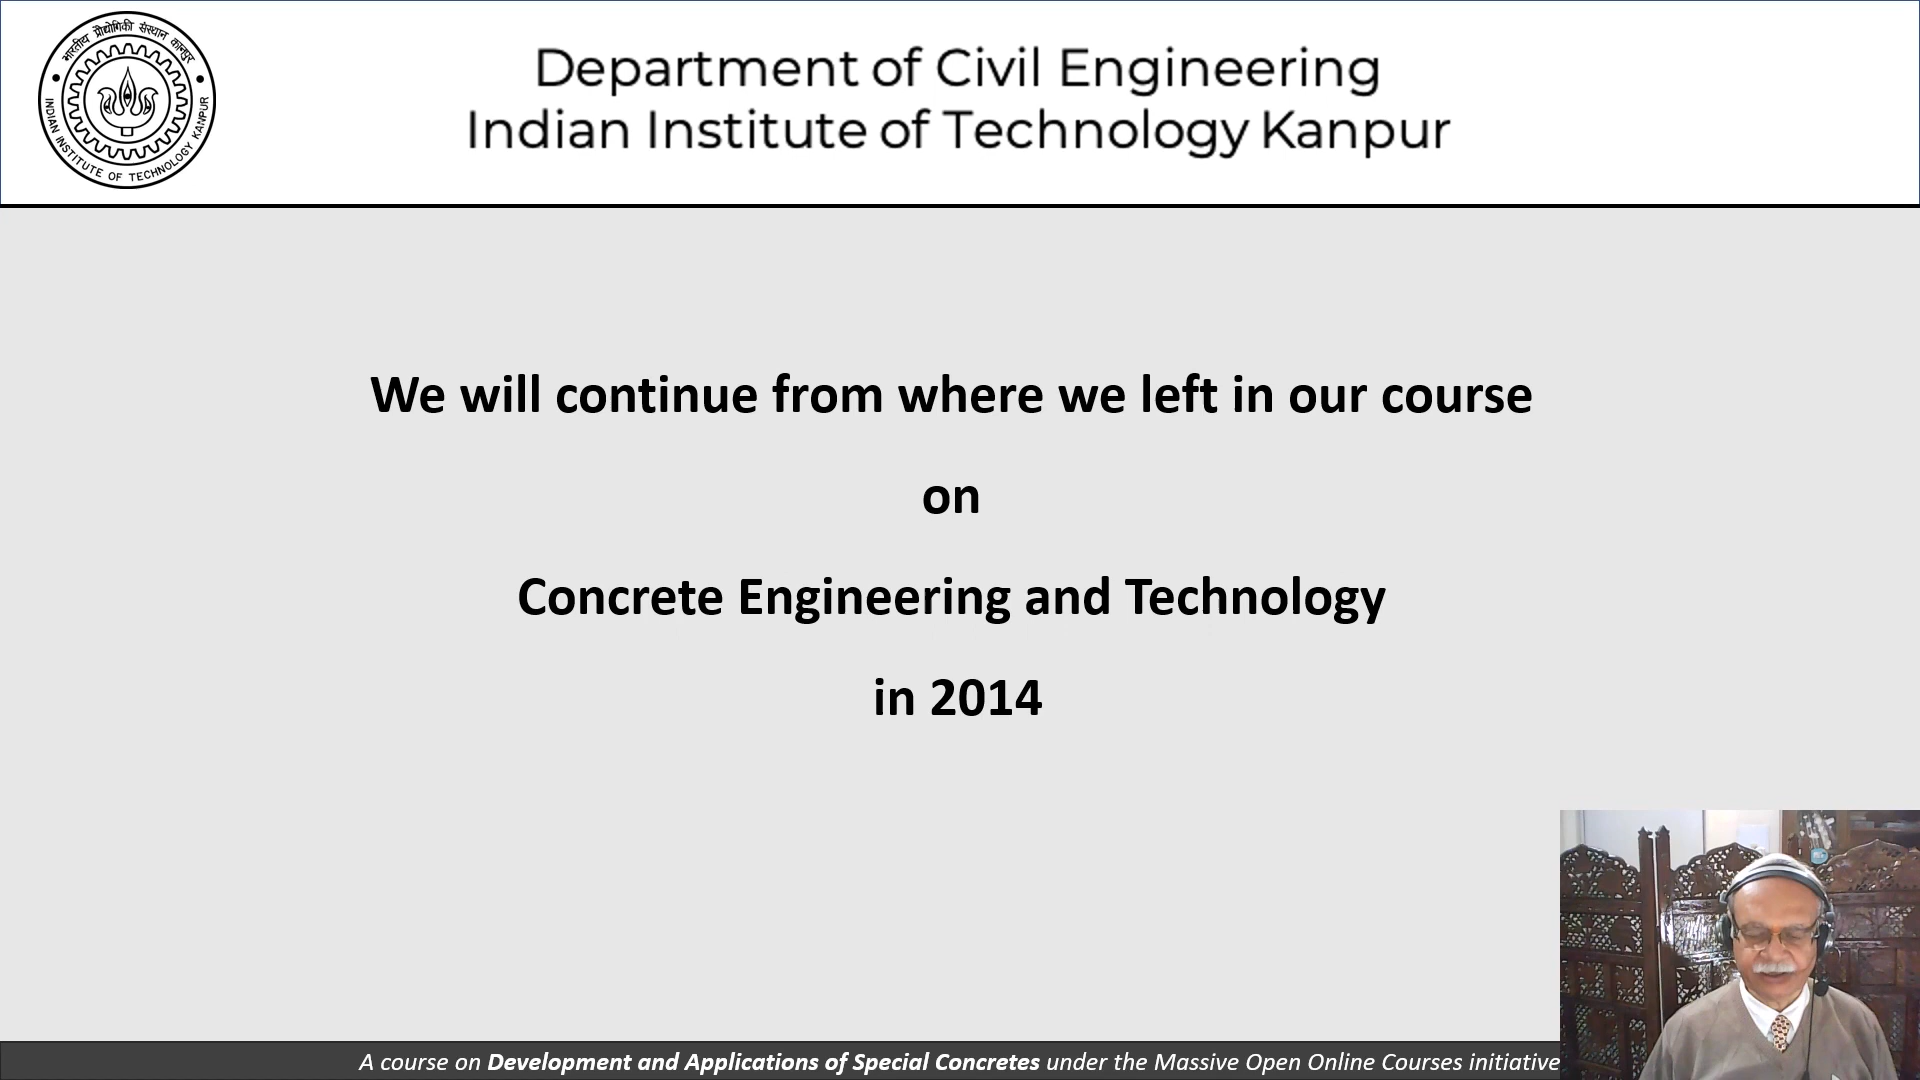 भारतीय प्रौद्योगिकी संस्थान कानपुर
INDIAN INSTITUTE OF TECHNOLOGY KANPUR
Department of Civil Engineering
Indian Institute of Technology Kanpur
We will continue from where we left in our course
on
Concrete Engineering and Technology
in 2014
A course on Development and Applications of Special Concretes under the Massive Open Online Courses initiative